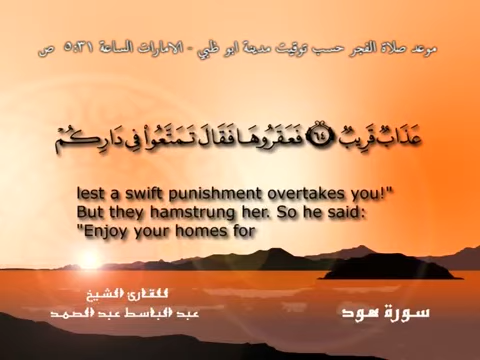 موعد صلاة الفجر حسب توقيت مدينة ابو ظبي - الامارات الساعة ٥:٣١ ص
عَذَابٌ قَرِيبٌ ٦٤ فَعَقَرُوهَا فَقَالَ تَمَتَّعُوا۟ فِى دَارِكُمْ
lest a swift punishment overtakes you!"
But they hamstrung her. So he said:
"Enjoy your homes for
للقارئ الشيخ
عبد الباسط عبد الصمد
سورة هود